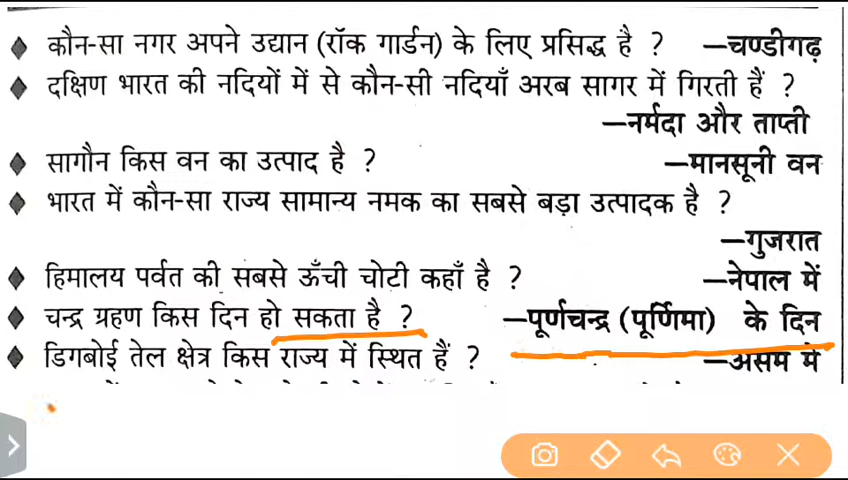 ◆ कौन-सा नगर अपने उद्यान (रॉक गार्डन) के लिए प्रसिद्ध है ? —चण्डीगढ़
◆ दक्षिण भारत की नदियों में से कौन-सी नदियाँ अरब सागर में गिरती हैं ?
—नर्मदा और ताप्ती
◆ सागौन किस वन का उत्पाद है ? —मानसूनी वन
◆ भारत में कौन-सा राज्य सामान्य नमक का सबसे बड़ा उत्पादक है ?
—गुजरात
◆ हिमालय पर्वत की सबसे ऊँची चोटी कहाँ है ? —नेपाल में
◆ चन्द्र ग्रहण किस दिन हो सकता है ? —पूर्णचन्द्र (पूर्णिमा) के दिन
◆ डिगबोई तेल क्षेत्र किस राज्य में स्थित हैं ? —असम में